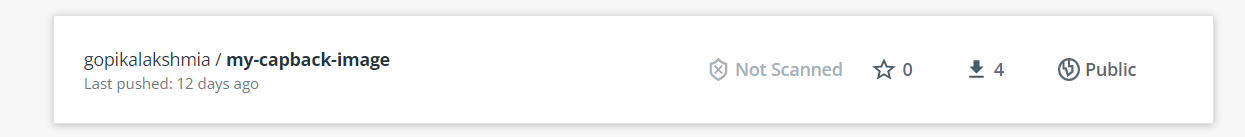 gopikalakshmia / my-capback-image
Last pushed: 12 days ago
Not Scanned
0
4
Public